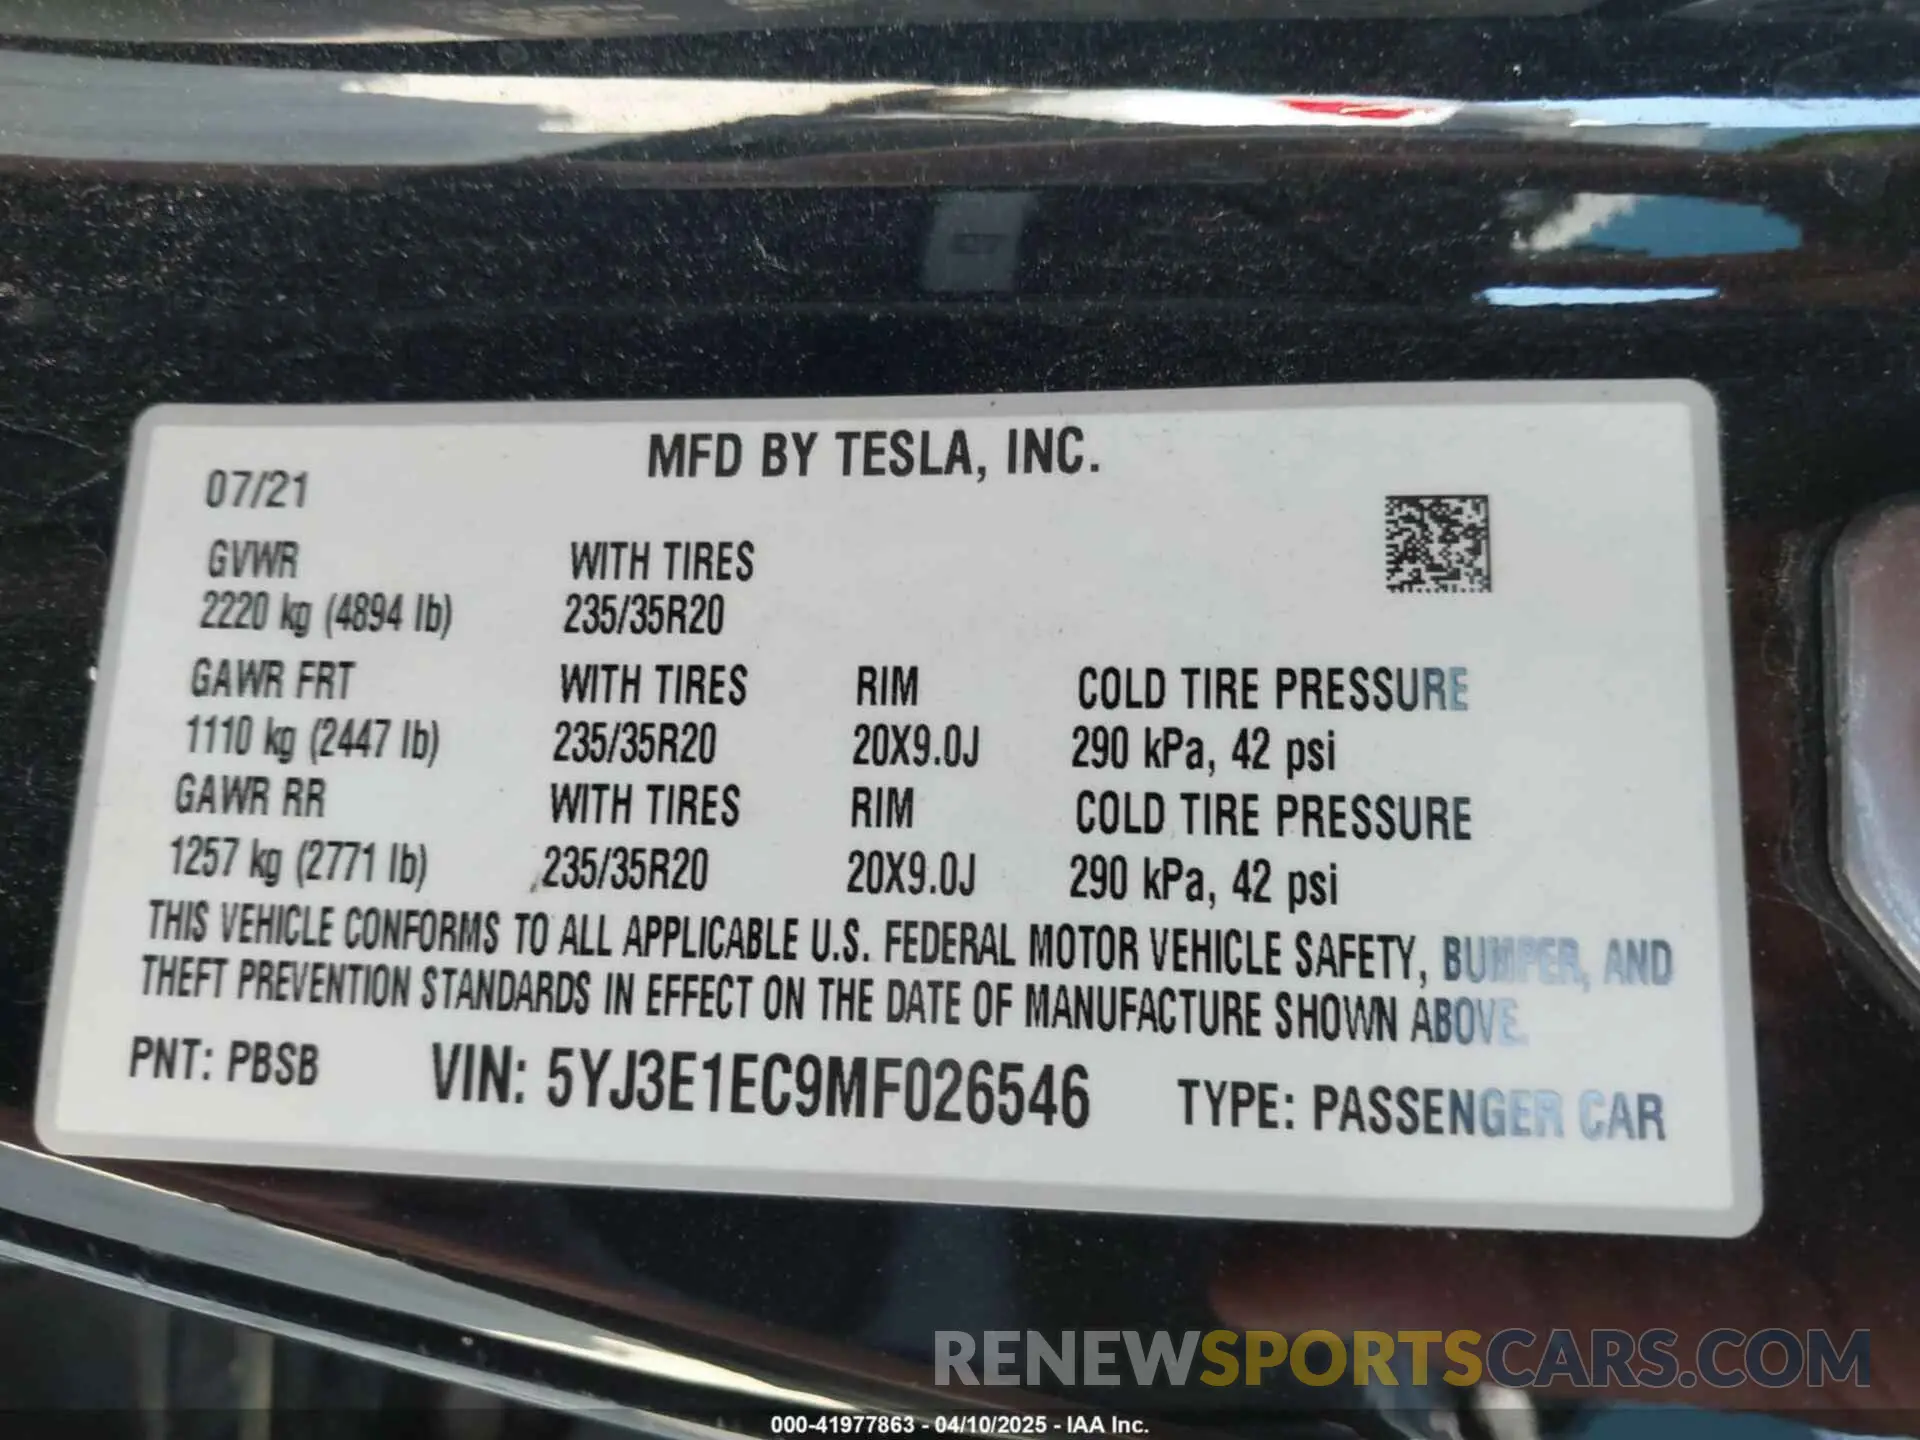 MFD BY TESLA, INC.
07/21
GVWR WITH TIRES
2220 kg (4894 lb) 235/35R20
GAWR FRT WITH TIRES RIM COLD TIRE PRESSURE
1110 kg (2447 lb) 235/35R20 20X9.0J 290 kPa, 42 psi
GAWR RR WITH TIRES RIM COLD TIRE PRESSURE
1257 kg (2771 lb) 235/35R20 20X9.0J 290 kPa, 42 psi
THIS VEHICLE CONFORMS TO ALL APPLICABLE U.S. FEDERAL MOTOR VEHICLE SAFETY, BUMPER, AND
THEFT PREVENTION STANDARDS IN EFFECT ON THE DATE OF MANUFACTURE SHOWN ABOVE.
PNT: PBSB VIN: 5YJ3E1EC9MF026546 TYPE: PASSENGER CAR
RENEWSPORTSCARS.COM
000-41977863 - 04/10/2025 - IAA Inc.